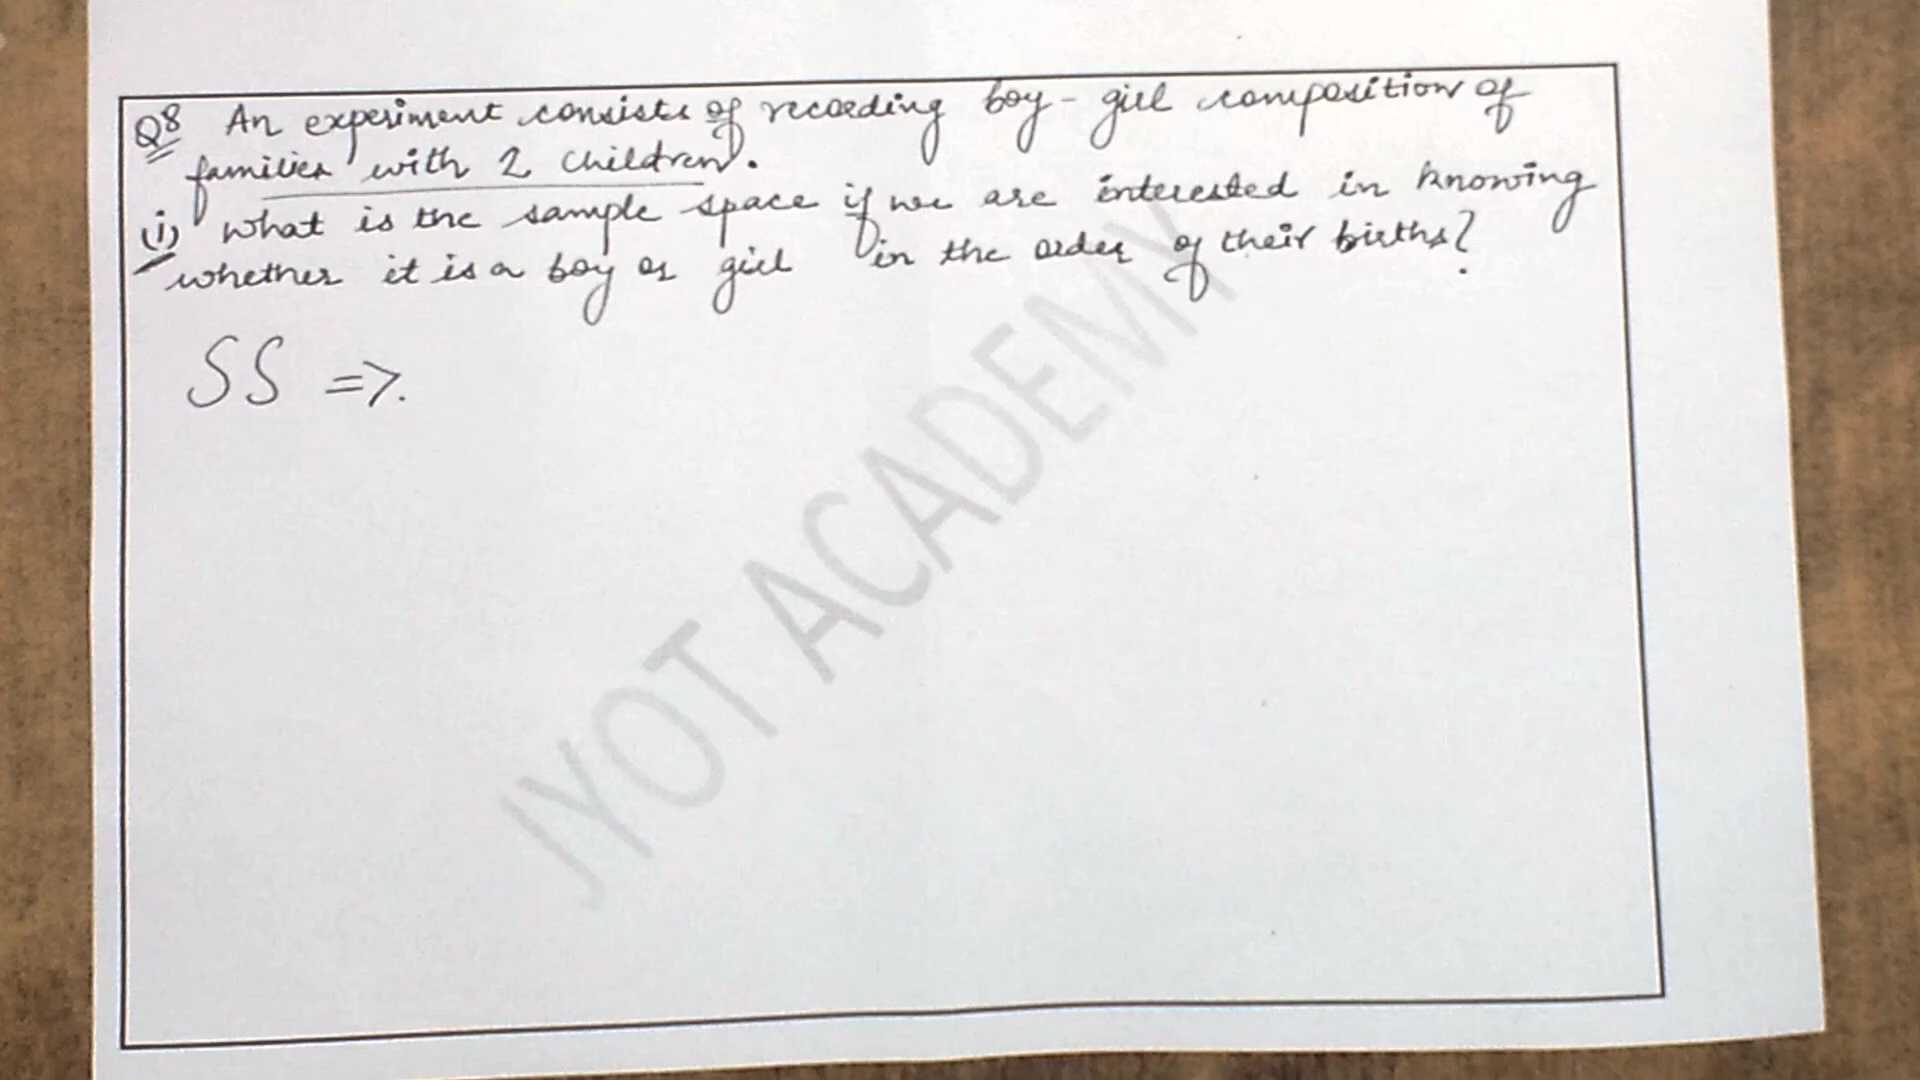 Q8 An experiment consists of recording boy-girl composition of
families with 2 children.
(i) What is the sample space if we are interested in knowing
whether it is a boy or girl in the order of their births?
SS =>.
JYOT ACADEMY